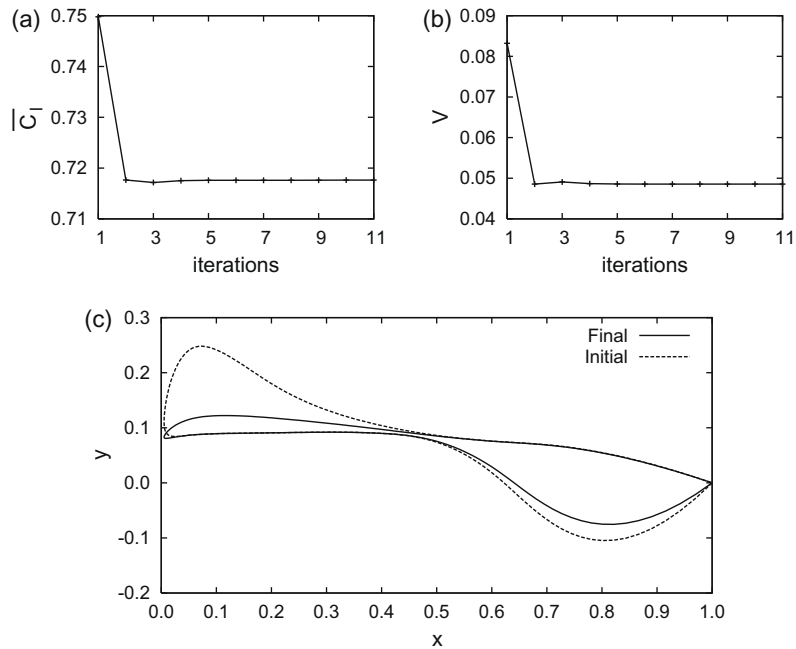 (a)
0.75
0.74
0.73
0.72
0.71
C̅l
1 3 5 7 9 11
iterations
(b)
0.09
0.08
0.07
0.06
0.05
0.04
V
1 3 5 7 9 11
iterations
(c)
0.3
0.2
0.1
0.0
-0.1
-0.2
y
Final
Initial
0.0 0.1 0.2 0.3 0.4 0.5 0.6 0.7 0.8 0.9 1.0
x